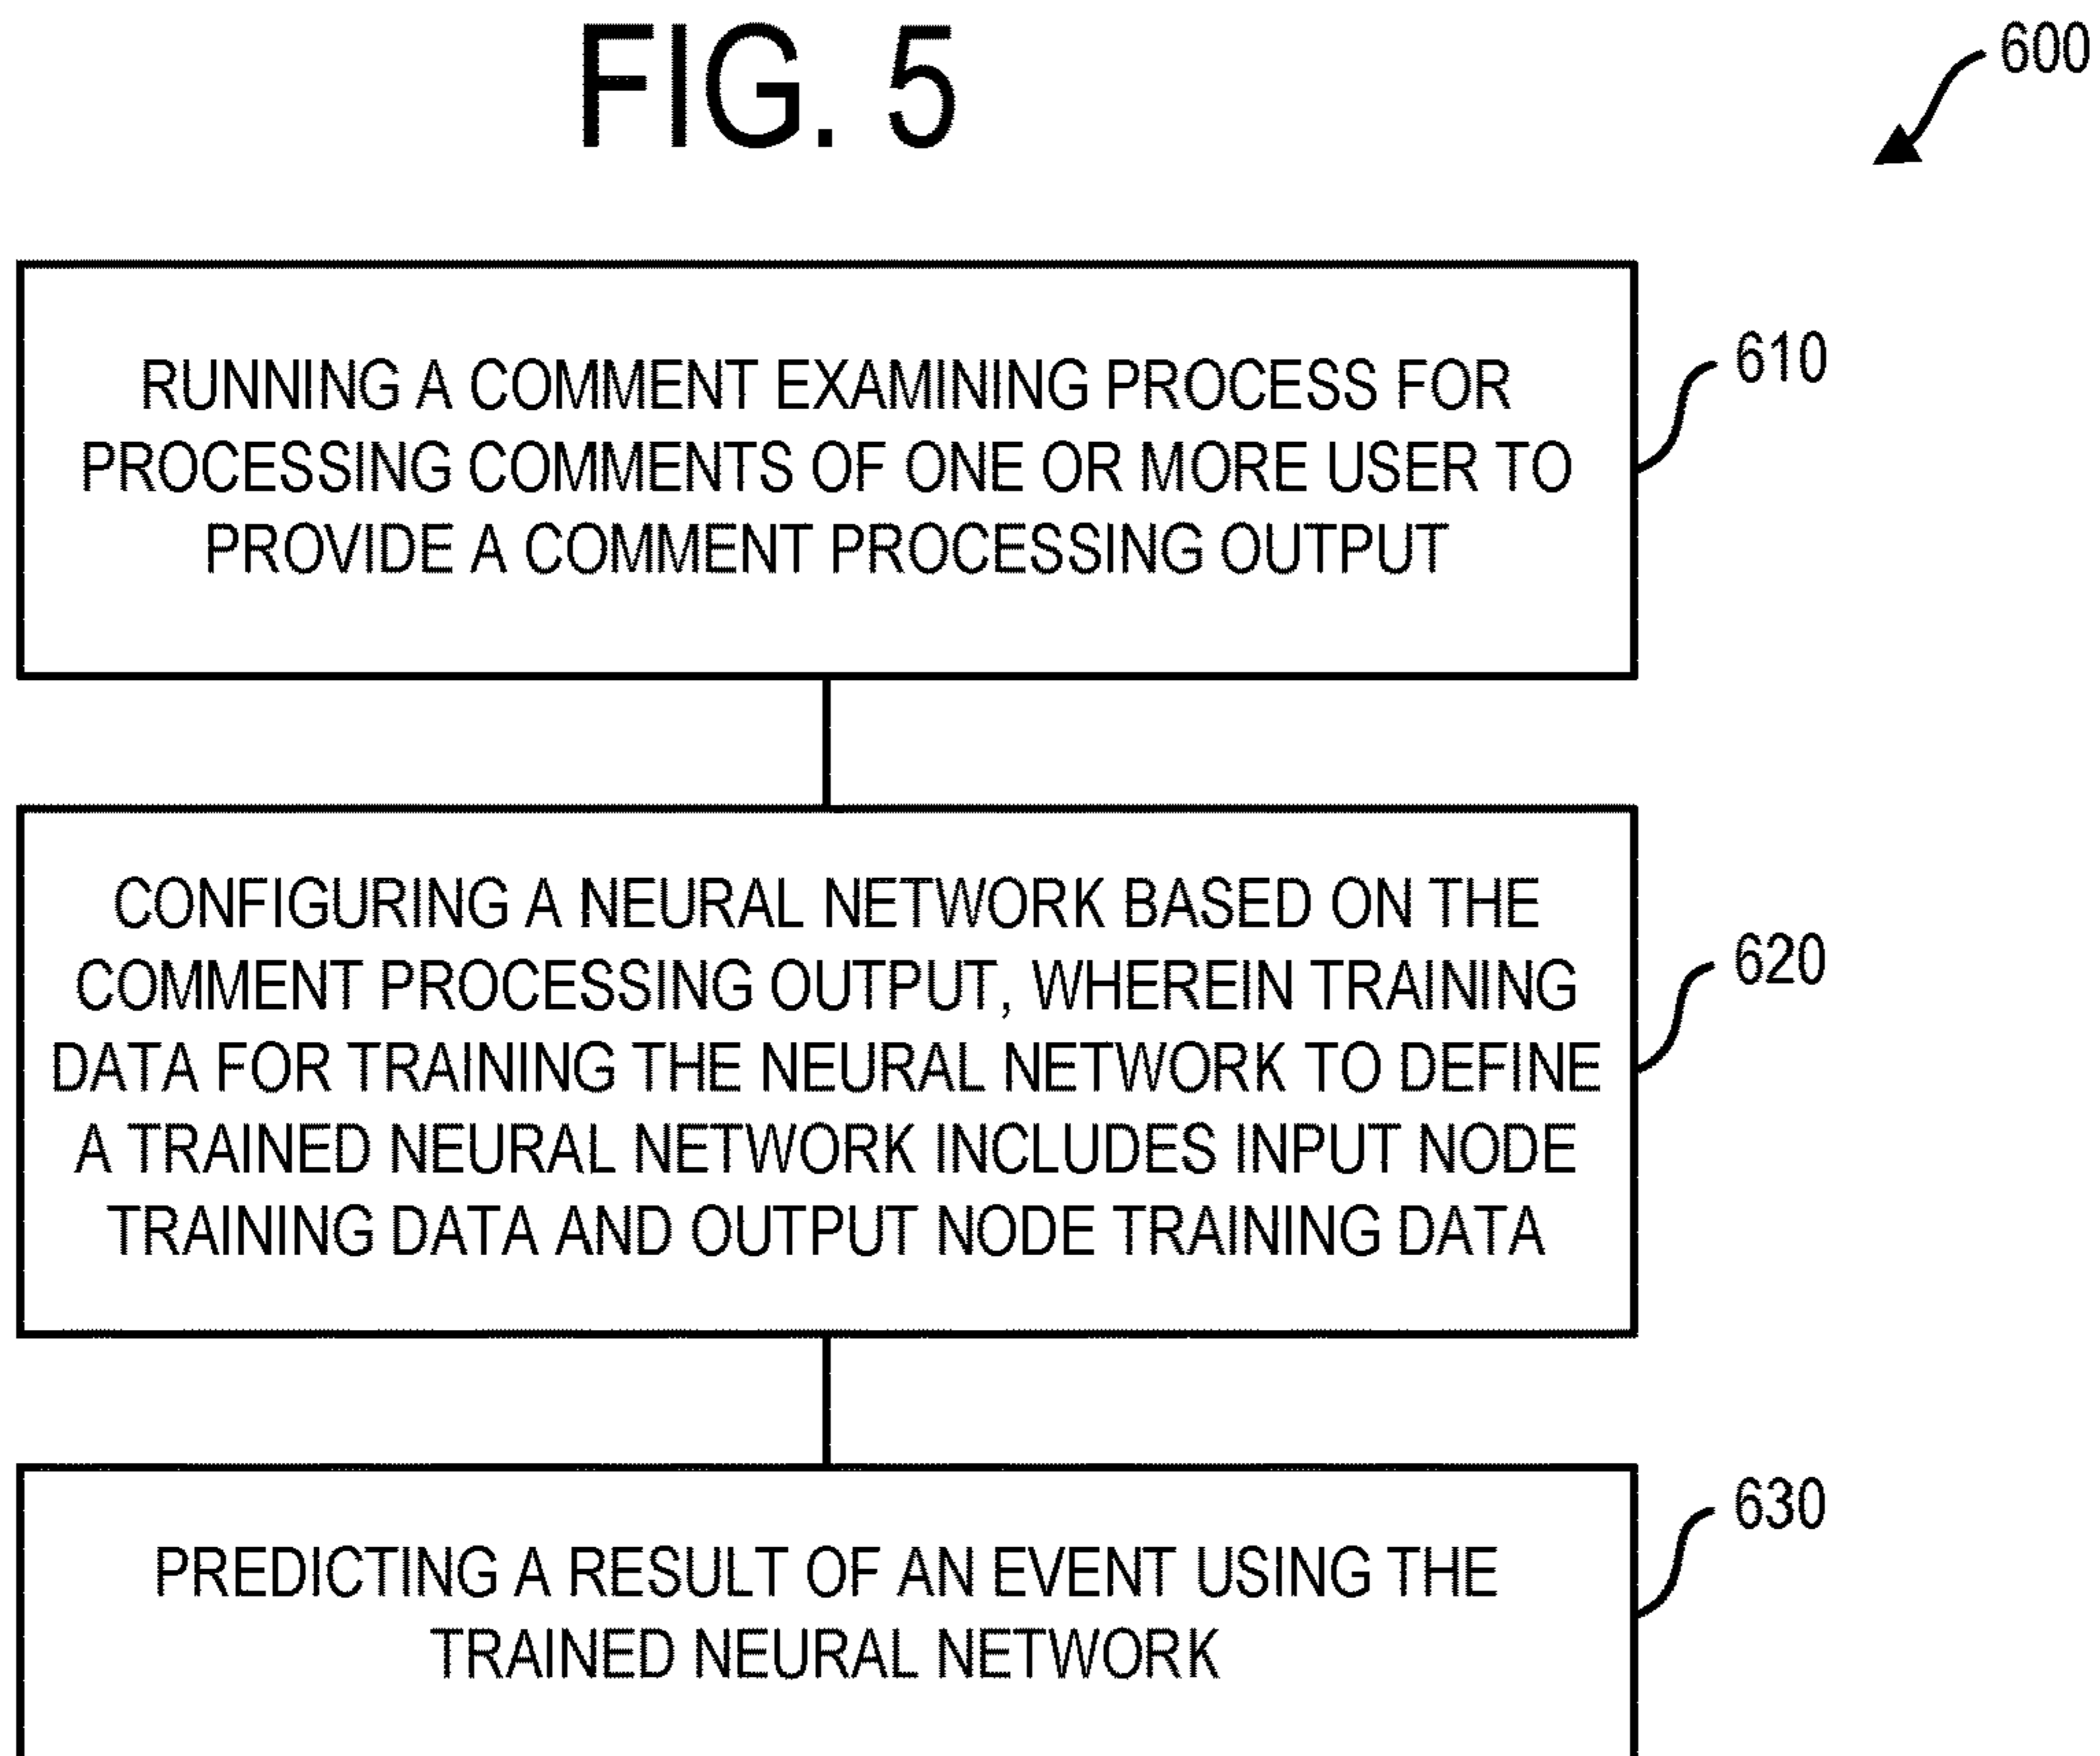 FIG. 5
600
RUNNING A COMMENT EXAMINING PROCESS FOR
PROCESSING COMMENTS OF ONE OR MORE USER TO
PROVIDE A COMMENT PROCESSING OUTPUT
610
CONFIGURING A NEURAL NETWORK BASED ON THE
COMMENT PROCESSING OUTPUT, WHEREIN TRAINING
DATA FOR TRAINING THE NEURAL NETWORK TO DEFINE
A TRAINED NEURAL NETWORK INCLUDES INPUT NODE
TRAINING DATA AND OUTPUT NODE TRAINING DATA
620
PREDICTING A RESULT OF AN EVENT USING THE
TRAINED NEURAL NETWORK
630